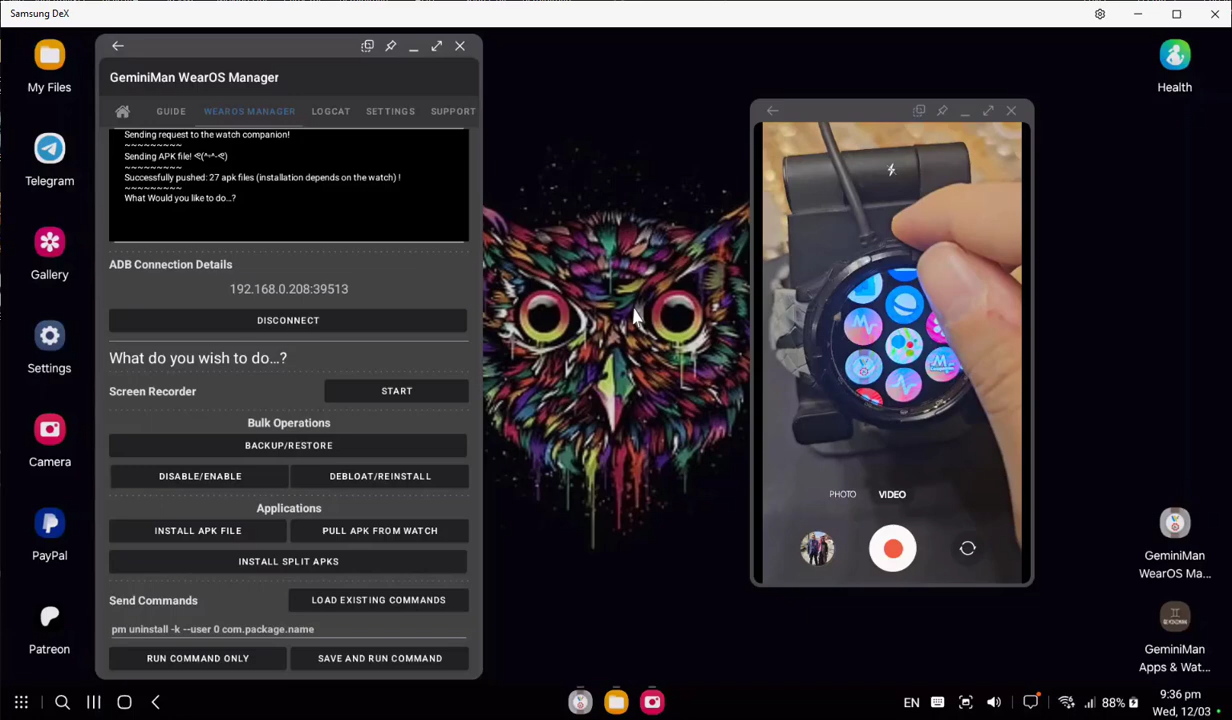 Samsung DeX
My Files
Telegram
Gallery
Settings
Camera
PayPal
Patreon
GeminiMan WearOS Manager
GUIDE
WEAROS MANAGER
LOGCAT
SETTINGS
SUPPORT
Sending request to the watch companion!
~~~~~~~~~
Sending APK file!
~~~~~~~~~
Successfully pushed: 27 apk files (installation depends on the watch) !
~~~~~~~~~
What Would you like to do...?
ADB Connection Details
192.168.0.208:39513
DISCONNECT
What do you wish to do...?
Screen Recorder
START
Bulk Operations
BACKUP/RESTORE
DISABLE/ENABLE
DEBLOAT/REINSTALL
Applications
INSTALL APK FILE
PULL APK FROM WATCH
INSTALL SPLIT APKS
Send Commands
LOAD EXISTING COMMANDS
pm uninstall -k --user 0 com.package.name
RUN COMMAND ONLY
SAVE AND RUN COMMAND
PHOTO
VIDEO
Health
GeminiMan
WearOS Ma...
GeminiMan
Apps & Wat...
EN
88%
9:36 pm
Wed, 12/03